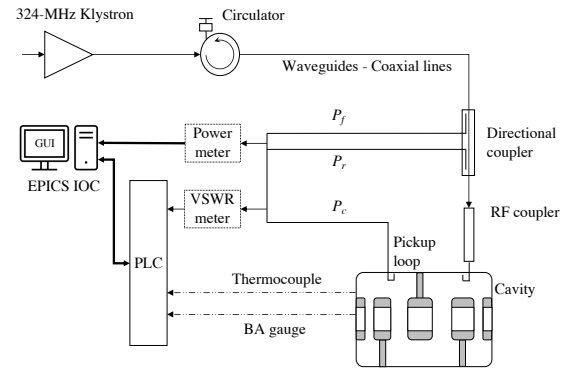 324-MHz Klystron
Circulator
Waveguides - Coaxial lines
P_f
Directional
coupler
GUI
Power
meter
P_r
EPICS IOC
VSWR
meter
P_c
RF coupler
Pickup
loop
PLC
Thermocouple
Cavity
BA gauge